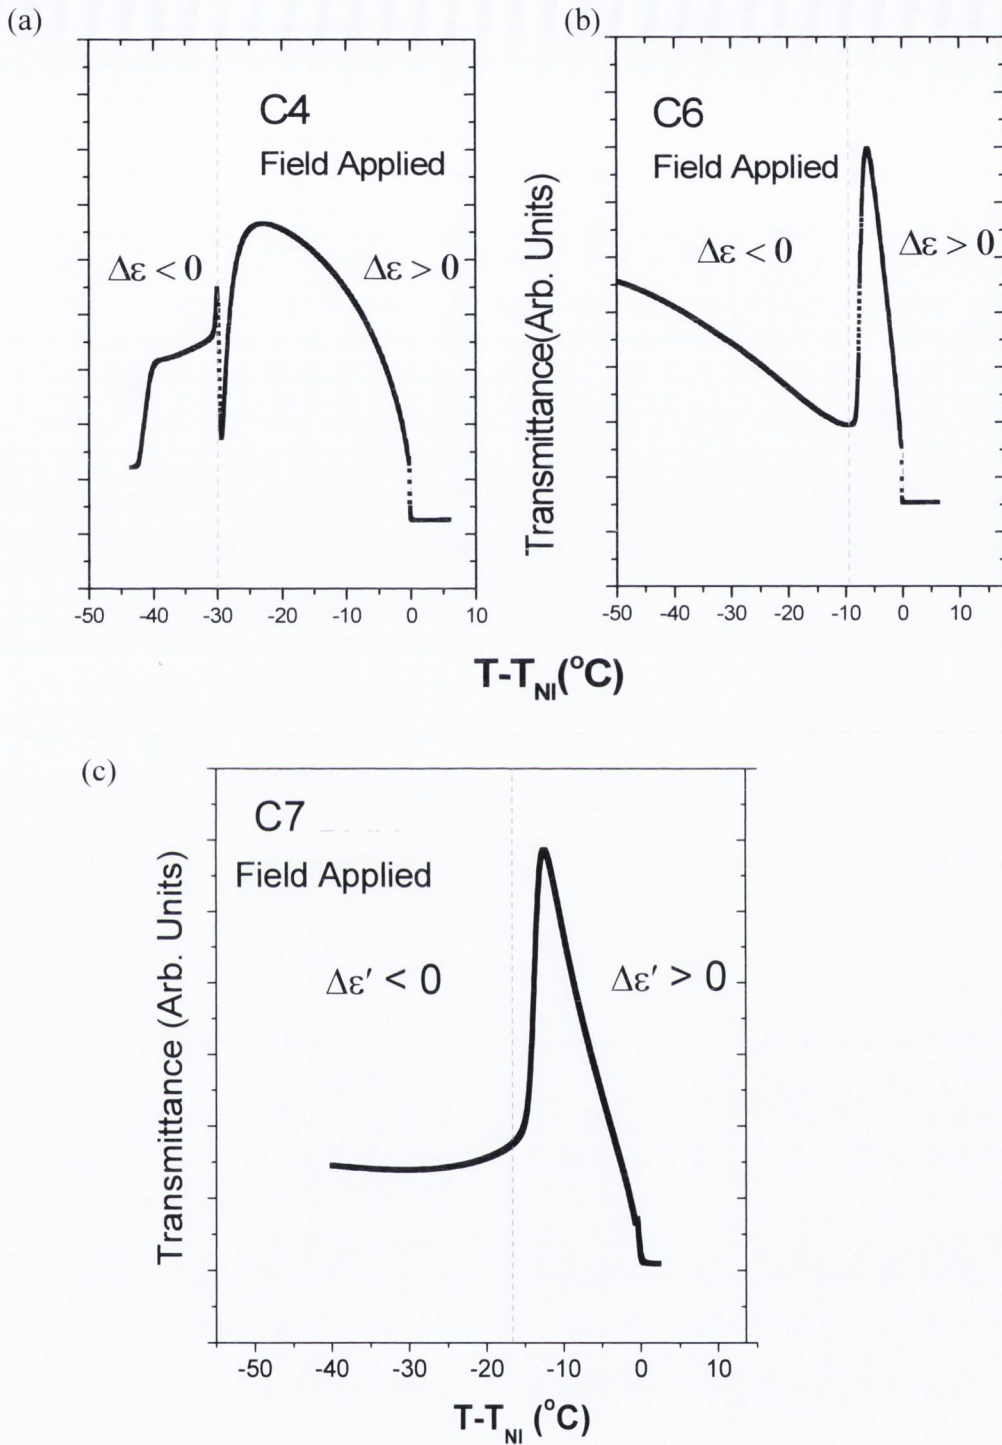 (a)
C4
Field Applied
Δε < 0
Δε > 0
-50 -40 -30 -20 -10 0 10
(b)
C6
Field Applied
Δε < 0
Δε > 0
Transmittance(Arb. Units)
-50 -40 -30 -20 -10 0 10
T-T_NI(°C)
(c)
C7
Field Applied
Δε′ < 0
Δε′ > 0
Transmittance (Arb. Units)
-50 -40 -30 -20 -10 0 10
T-T_NI (°C)